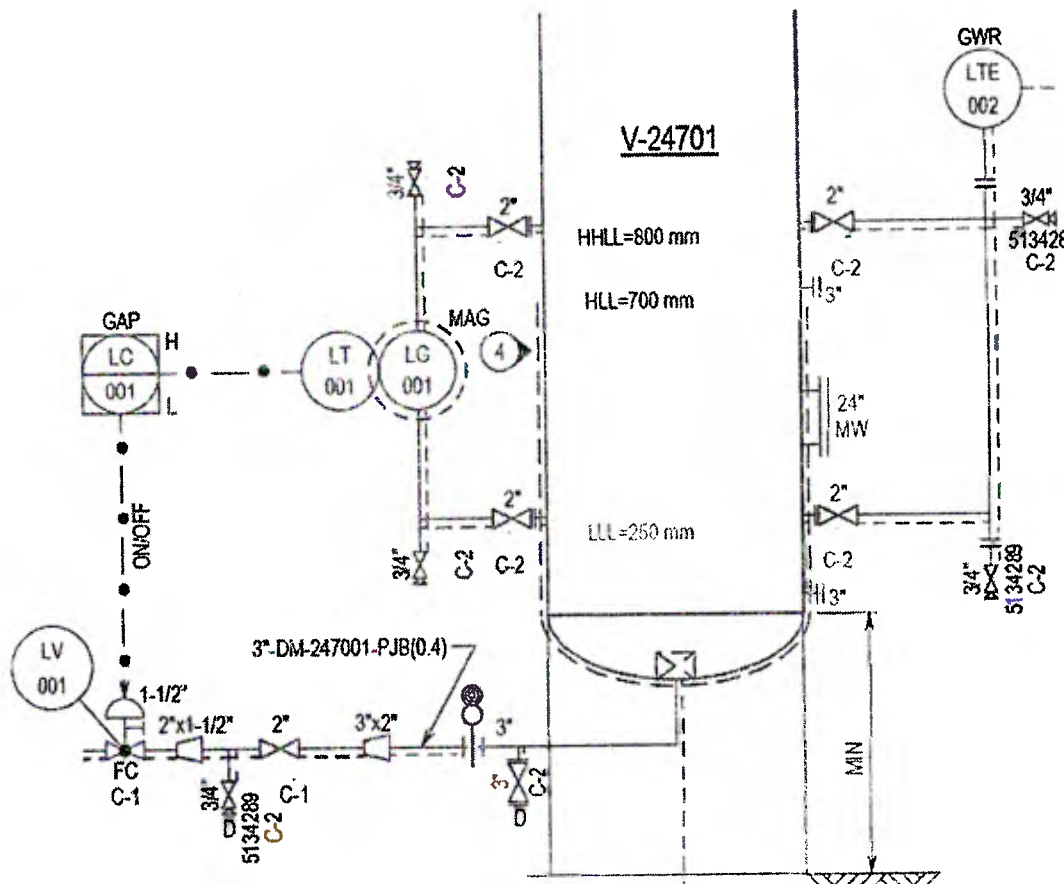 GWR
LTE
002
V-24701
3/4"
C-2
2"
C-2
HHLL=800 mm
HLL=700 mm
2"
C-2
3/4"
513428
C-2
3"
GAP
LC
001
H
L
LT
001
LG
001
MAG
4
24"
MW
ON/OFF
2"
C-2
C-2
3/4"
LLL=250 mm
2"
C-2
3"
3/4"
5134289
C-2
LV
001
1-1/2"
FC
C-1
2"x1-1/2"
3/4"
D
5134289
C-2
2"
C-1
3"x2"
3"-DM-247001-PJB(0.4)
3"
3"
C-2
D
MIN